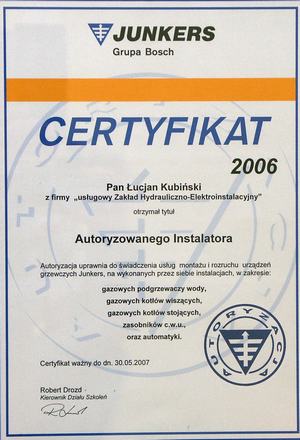 JUNKERS
Grupa Bosch
CERTYFIKAT
2006
Pan Łucjan Kubiński
z firmy „usługowy Zakład Hydrauliczno-Elektroinstalacyjny"
otrzymał tytuł
Autoryzowanego Instalatora
Autoryzacja uprawnia do świadczenia usług montażu i rozruchu urządzeń
grzewczych Junkers, na wykonanych przez siebie instalacjach, w zakresie:
gazowych podgrzewaczy wody,
gazowych kotłów wiszących,
gazowych kotłów stojących,
zasobników c.w.u.,
oraz automatyki.
AUTORYZACJA
Certyfikat ważny do dn. 30.05.2007
Robert Drozd
Kierownik Działu Szkoleń